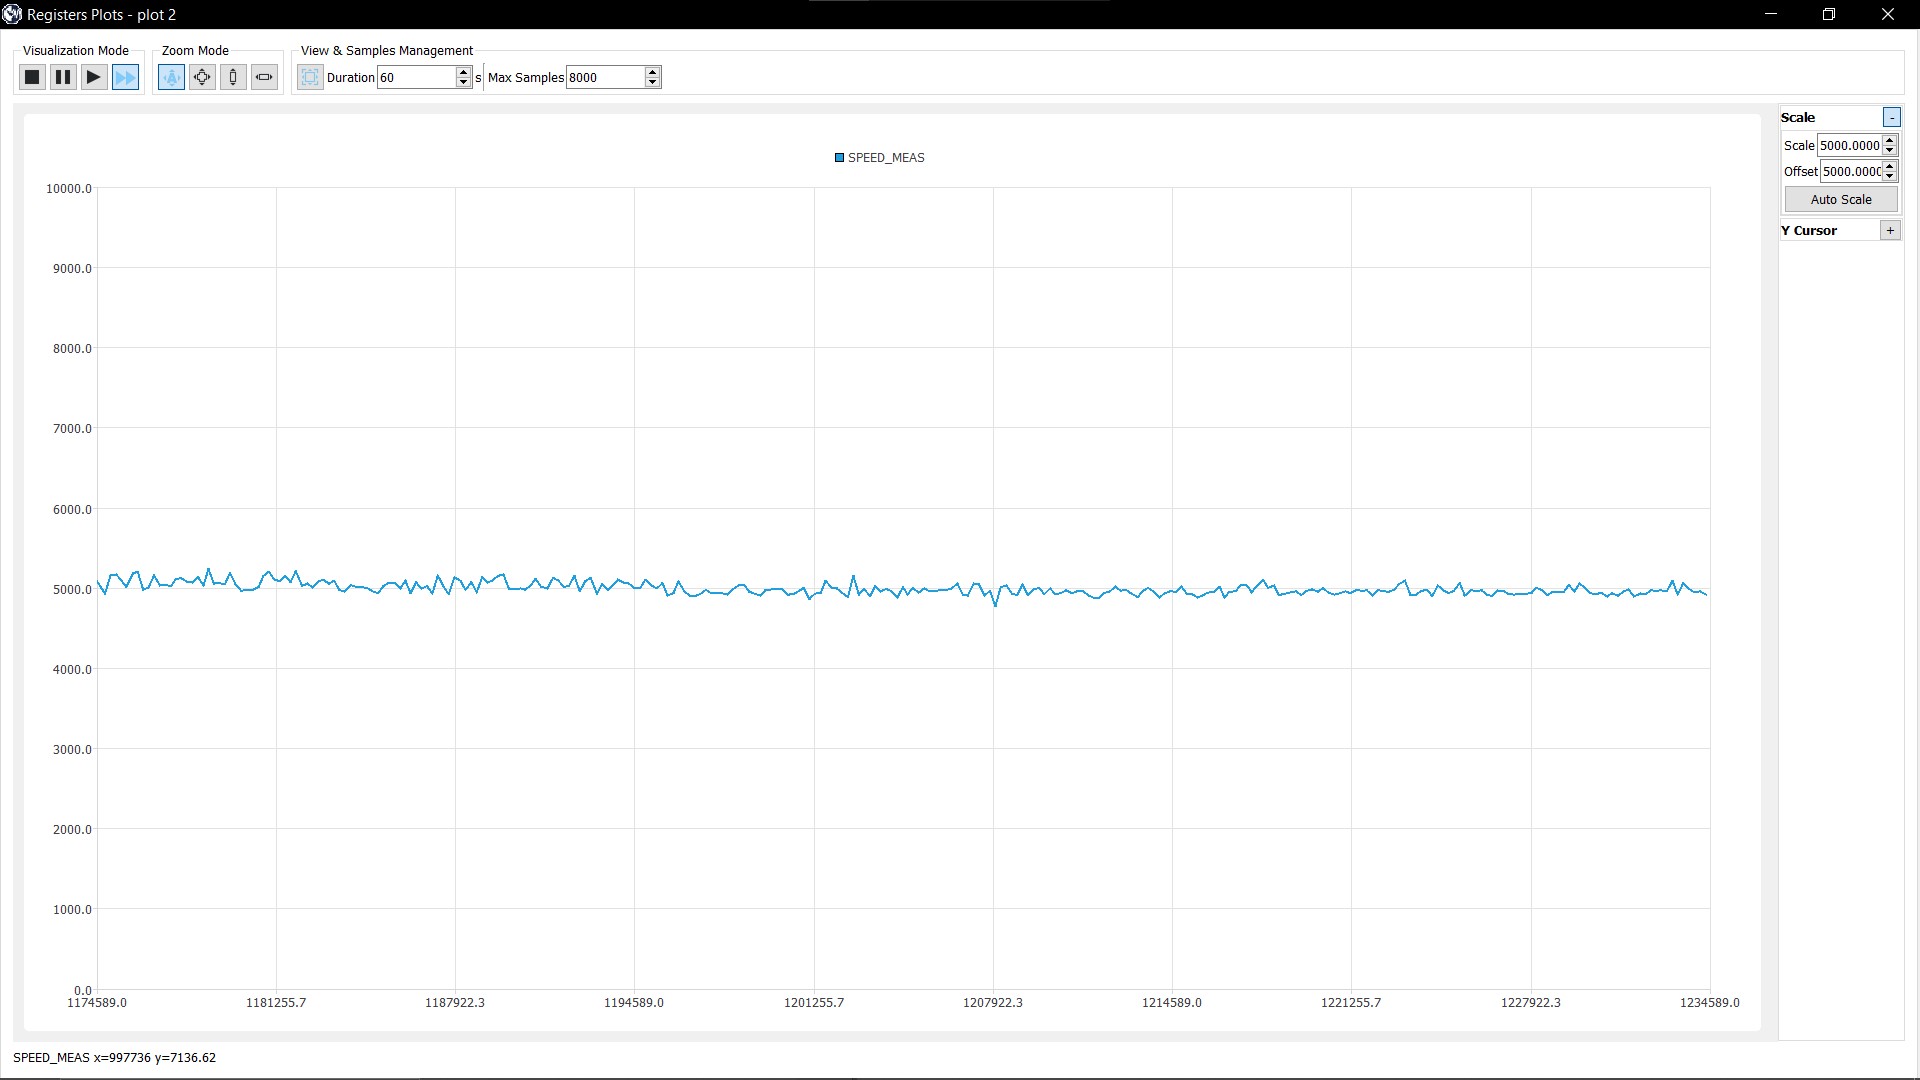 Registers Plots - plot 2
Visualization Mode Zoom Mode View & Samples Management
Duration 60 s Max Samples 8000
Scale -
Scale 5000.0000
Offset 5000.0000
Auto Scale
Y Cursor +
SPEED_MEAS
10000.0
9000.0
8000.0
7000.0
6000.0
5000.0
4000.0
3000.0
2000.0
1000.0
0.0
1174589.0 1181255.7 1187922.3 1194589.0 1201255.7 1207922.3 1214589.0 1221255.7 1227922.3 1234589.0
SPEED_MEAS x=997736 y=7136.62